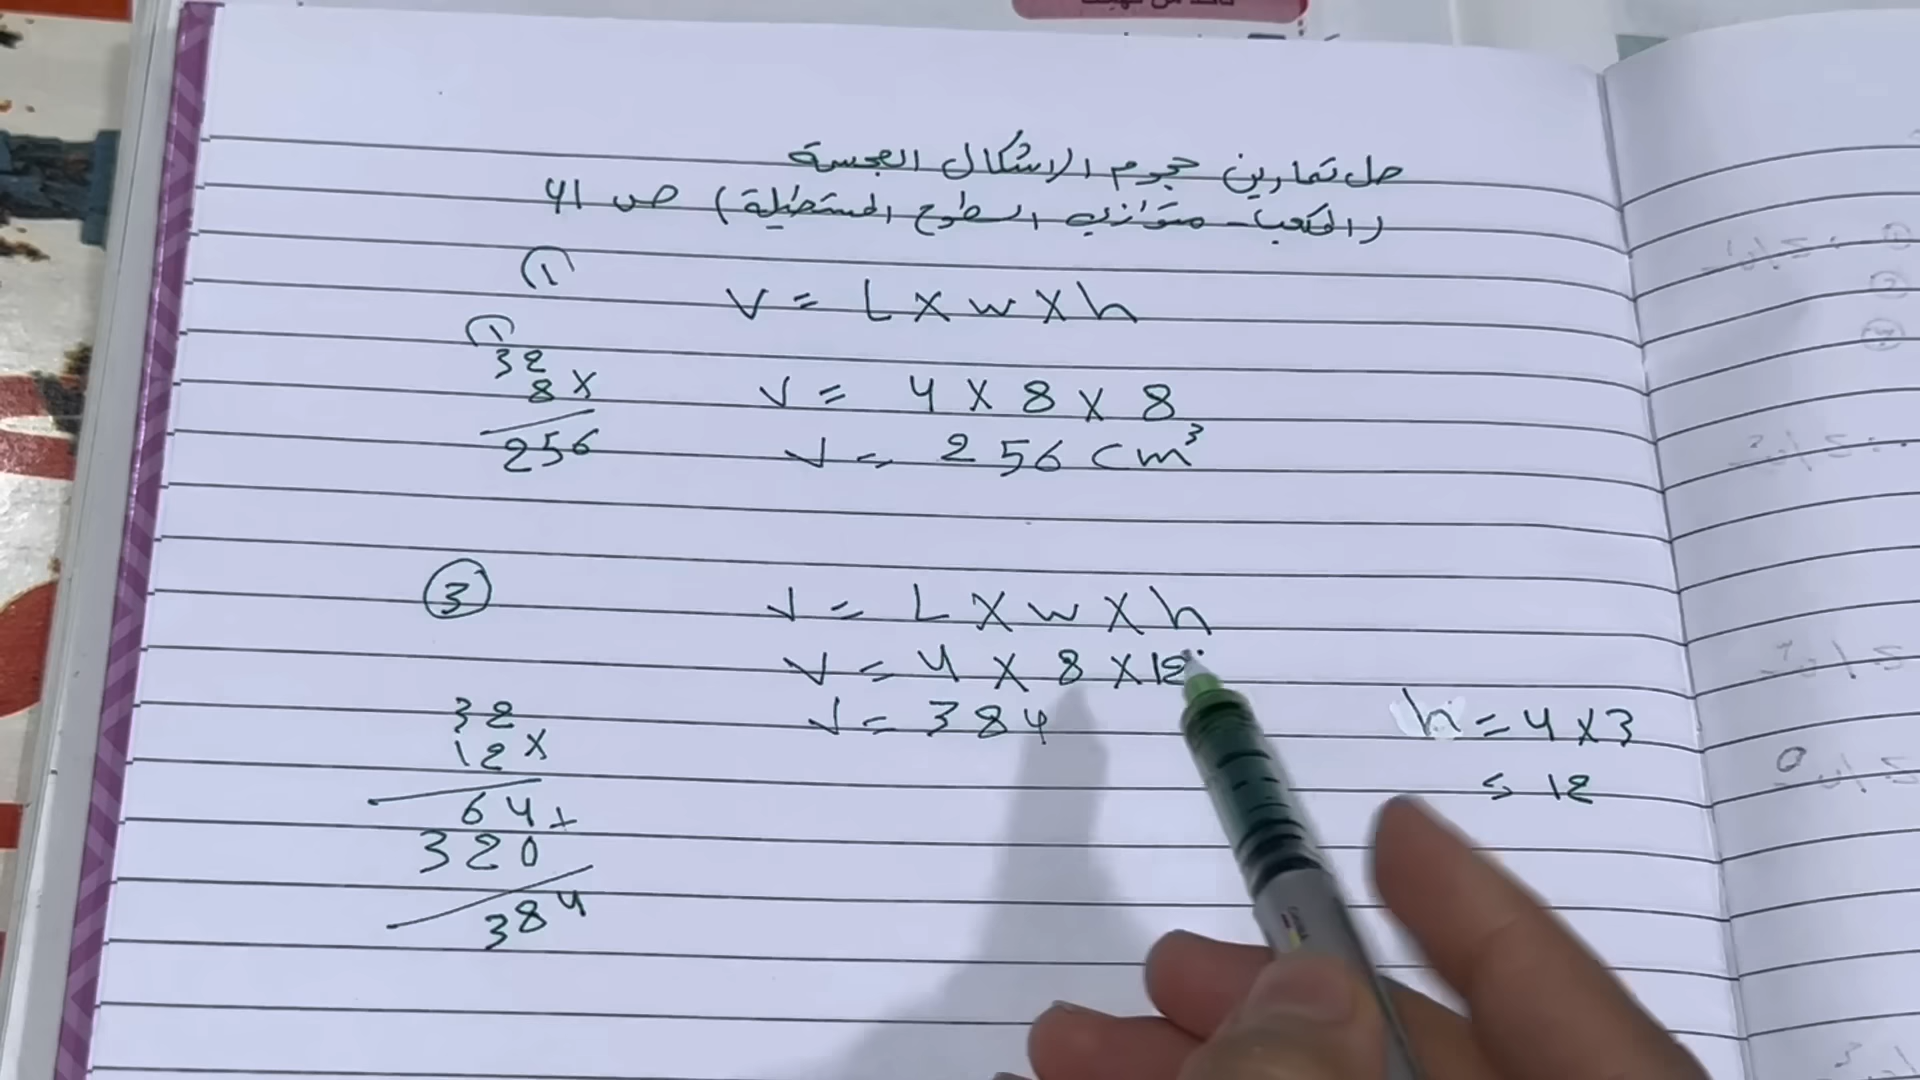 حل تمارين حجوم الاشكال المجسمة
(المكعب - متوازي السطوح المستطيلة) ص 41
1
V = L X w X h
1
32
8 X
256
V = 4 X 8 X 8
V = 256 cm³
3
V = L X w X h
V = 4 X 8 X 12
V = 384
32
12 X
64 +
320
384
h = 4 X 3
= 12